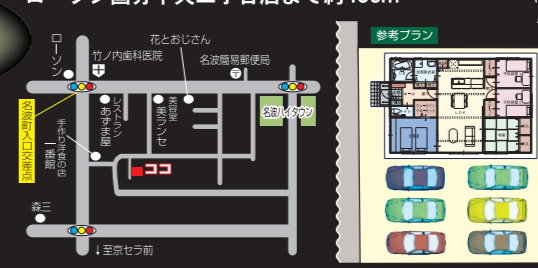 ローソン
竹ノ内歯科医院
花とおじさん
名波簡易郵便局
レストラン
あずま屋
美容室
美ランセ
名波ハイタウン
名波町入口交差点
手作り洋食の店
一番館
ココ
森三
↓至京セラ前
参考プラン
LDK